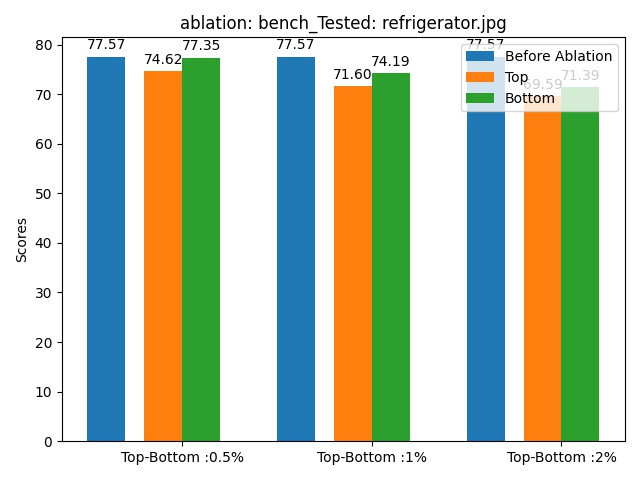 ablation: bench_Tested: refrigerator.jpg
80
70
60
50
40
30
20
10
0
Scores
77.57
74.62
77.35
77.57
71.60
74.19
77.57
69.59
71.39
Before Ablation
Top
Bottom
Top-Bottom :0.5%
Top-Bottom :1%
Top-Bottom :2%